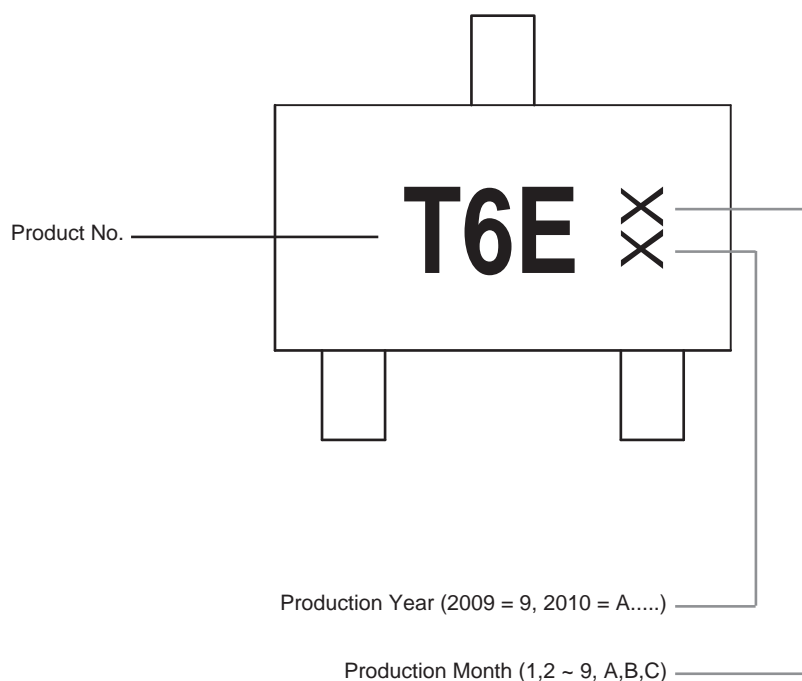 T6E X
X
Product No.
Production Year (2009 = 9, 2010 = A.....)
Production Month (1,2 ~ 9, A,B,C)